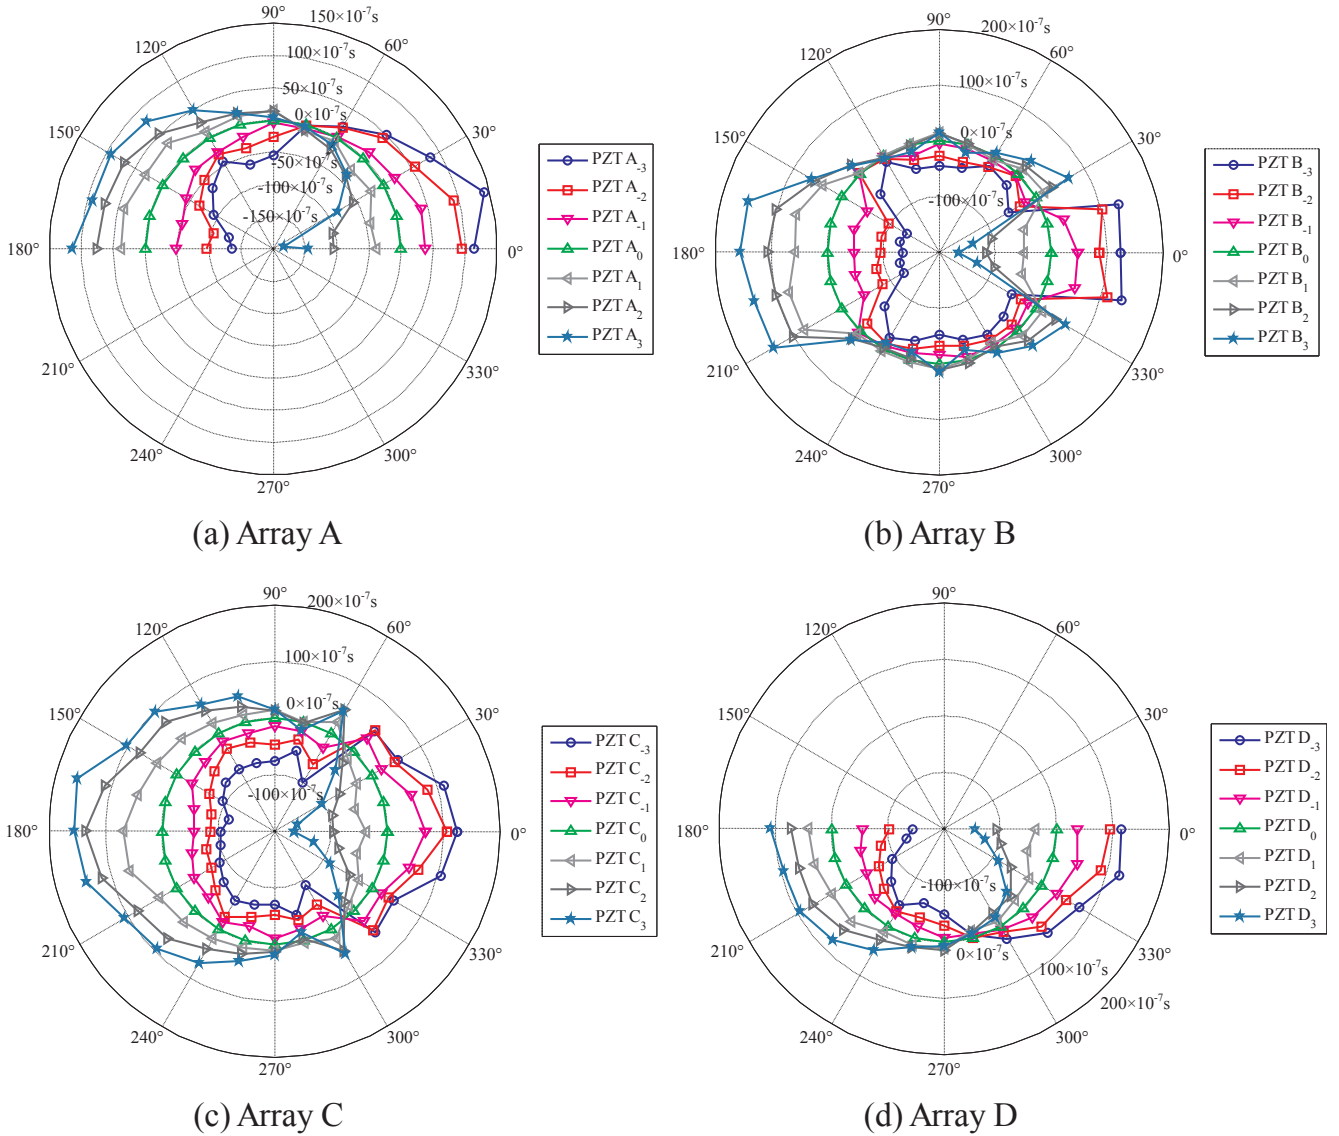 90°
150×10⁻⁷s
120°
60°
100×10⁻⁷s
50×10⁻⁷s
0×10⁻⁷s
150°
30°
-50×10⁻⁷s
-100×10⁻⁷s
-150×10⁻⁷s
180°
0°
210°
330°
240°
300°
270°
PZT A₋₃
PZT A₋₂
PZT A₋₁
PZT A₀
PZT A₁
PZT A₂
PZT A₃
(a) Array A
90°
200×10⁻⁷s
120°
60°
100×10⁻⁷s
0×10⁻⁷s
150°
30°
-100×10⁻⁷s
180°
0°
210°
330°
240°
300°
270°
PZT B₋₃
PZT B₋₂
PZT B₋₁
PZT B₀
PZT B₁
PZT B₂
PZT B₃
(b) Array B
90°
200×10⁻⁷s
120°
60°
100×10⁻⁷s
0×10⁻⁷s
150°
30°
-100×10⁻⁷s
180°
0°
210°
330°
240°
300°
270°
PZT C₋₃
PZT C₋₂
PZT C₋₁
PZT C₀
PZT C₁
PZT C₂
PZT C₃
(c) Array C
90°
120°
60°
150°
30°
180°
0°
-100×10⁻⁷s
0×10⁻⁷s
100×10⁻⁷s
200×10⁻⁷s
210°
330°
240°
300°
270°
PZT D₋₃
PZT D₋₂
PZT D₋₁
PZT D₀
PZT D₁
PZT D₂
PZT D₃
(d) Array D